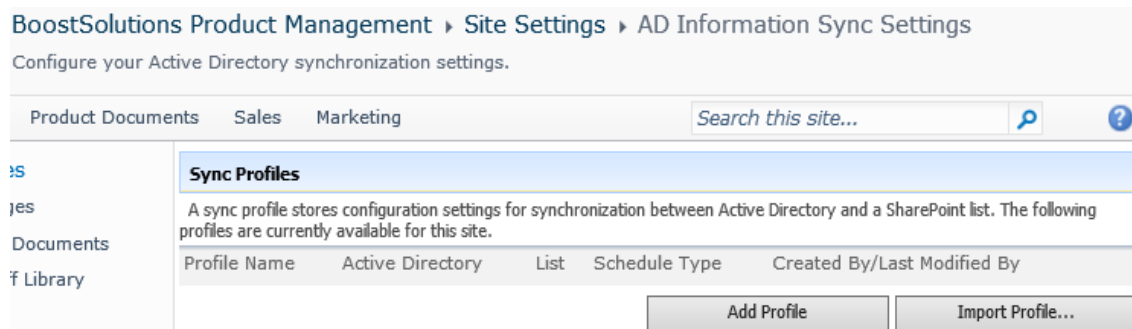 BoostSolutions Product Management ▸ Site Settings ▸ AD Information Sync Settings
Configure your Active Directory synchronization settings.
Product Documents Sales Marketing Search this site...
Sync Profiles
A sync profile stores configuration settings for synchronization between Active Directory and a SharePoint list. The following
profiles are currently available for this site.
Documents
Library
Profile Name Active Directory List Schedule Type Created By/Last Modified By
Add Profile Import Profile...